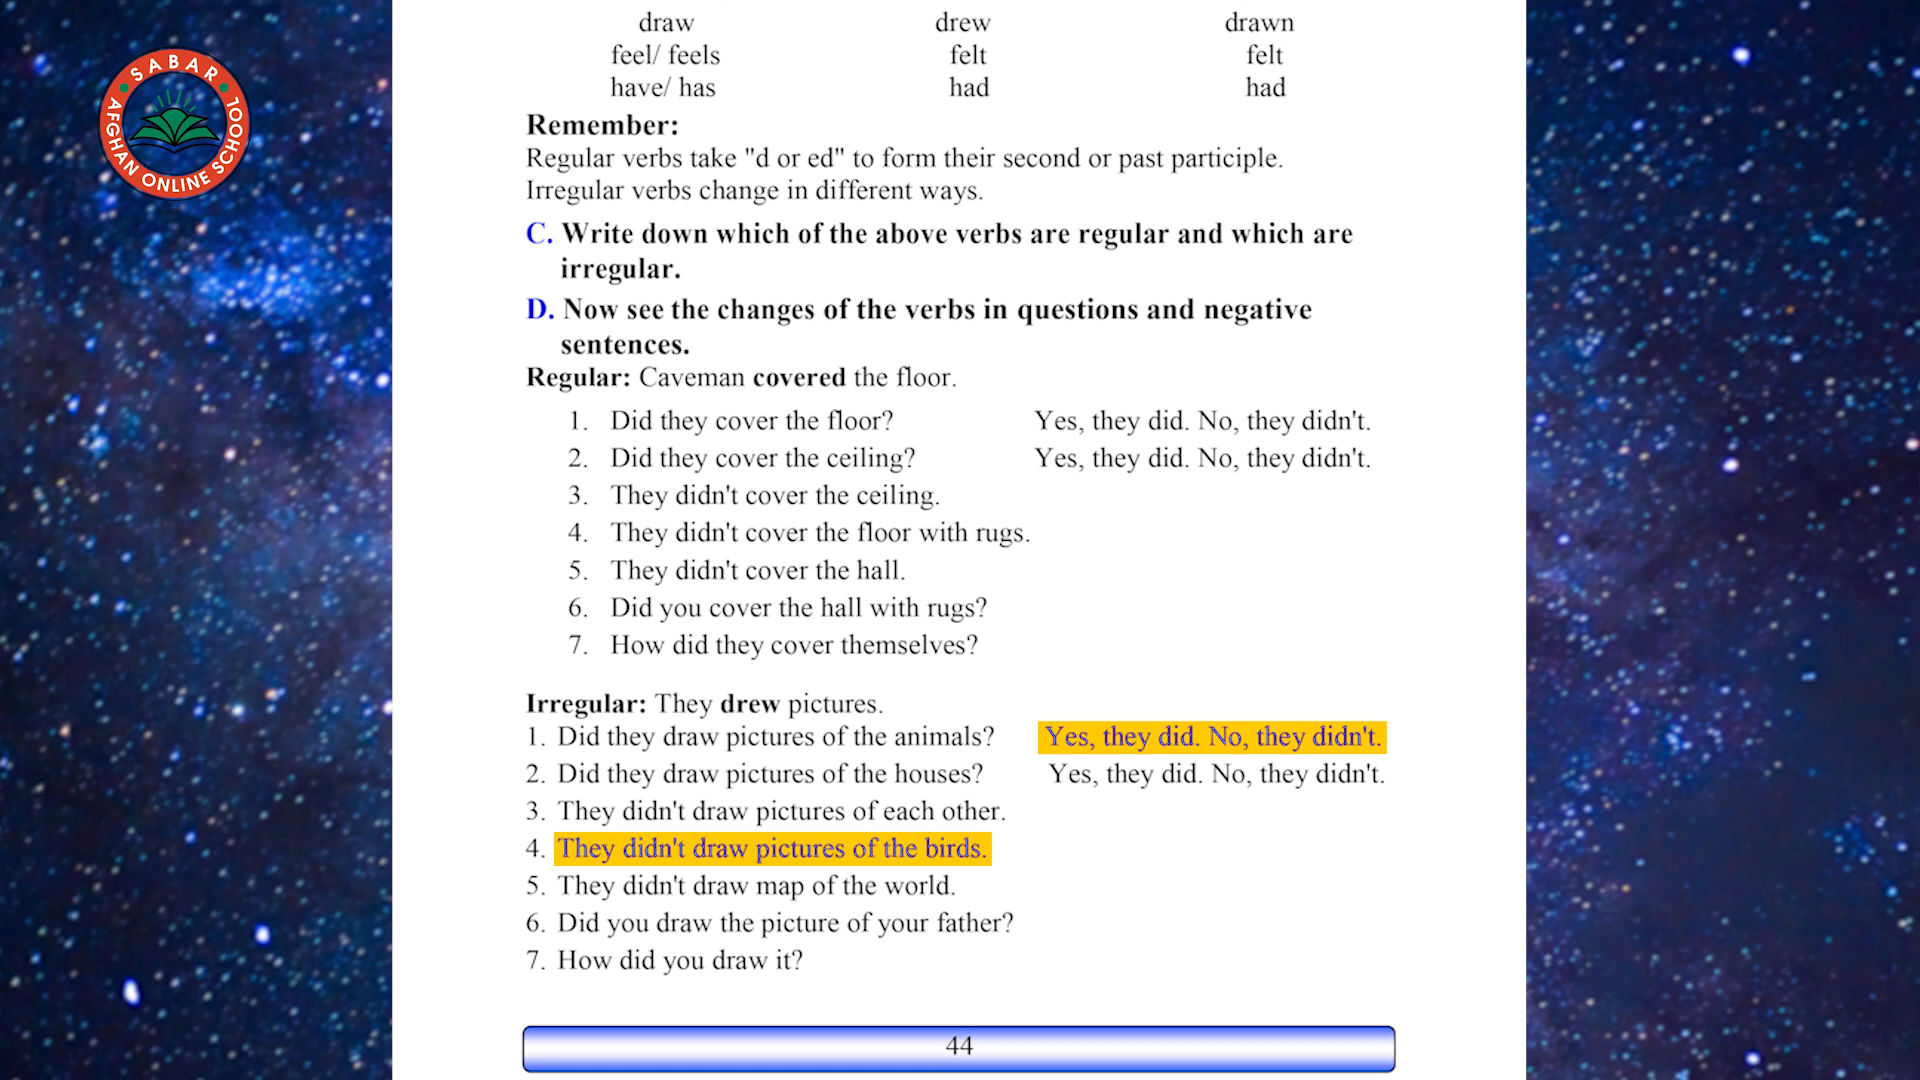 SABAR
AFGHAN ONLINE SCHOOL
draw drew drawn
feel/ feels felt felt
have/ has had had
Remember:
Regular verbs take "d or ed" to form their second or past participle.
Irregular verbs change in different ways.
C. Write down which of the above verbs are regular and which are
irregular.
D. Now see the changes of the verbs in questions and negative
sentences.
Regular: Caveman covered the floor.
1. Did they cover the floor? Yes, they did. No, they didn't.
2. Did they cover the ceiling? Yes, they did. No, they didn't.
3. They didn't cover the ceiling.
4. They didn't cover the floor with rugs.
5. They didn't cover the hall.
6. Did you cover the hall with rugs?
7. How did they cover themselves?
Irregular: They drew pictures.
1. Did they draw pictures of the animals? Yes, they did. No, they didn't.
2. Did they draw pictures of the houses? Yes, they did. No, they didn't.
3. They didn't draw pictures of each other.
4. They didn't draw pictures of the birds.
5. They didn't draw map of the world.
6. Did you draw the picture of your father?
7. How did you draw it?
44